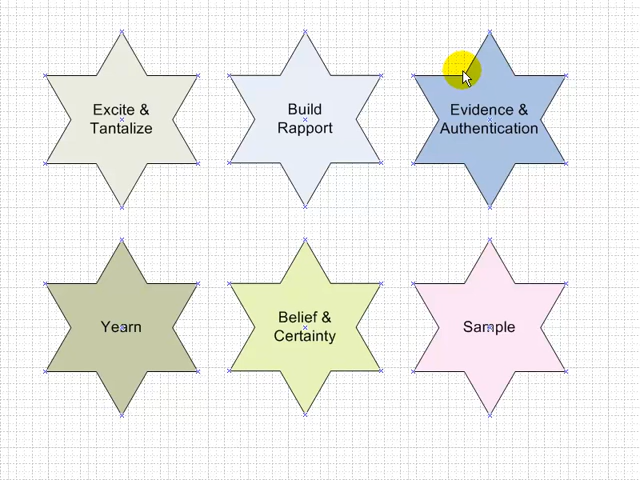 Excite &
Tantalize
Build
Rapport
Evidence &
Authentication
Yearn
Belief &
Certainty
Sample